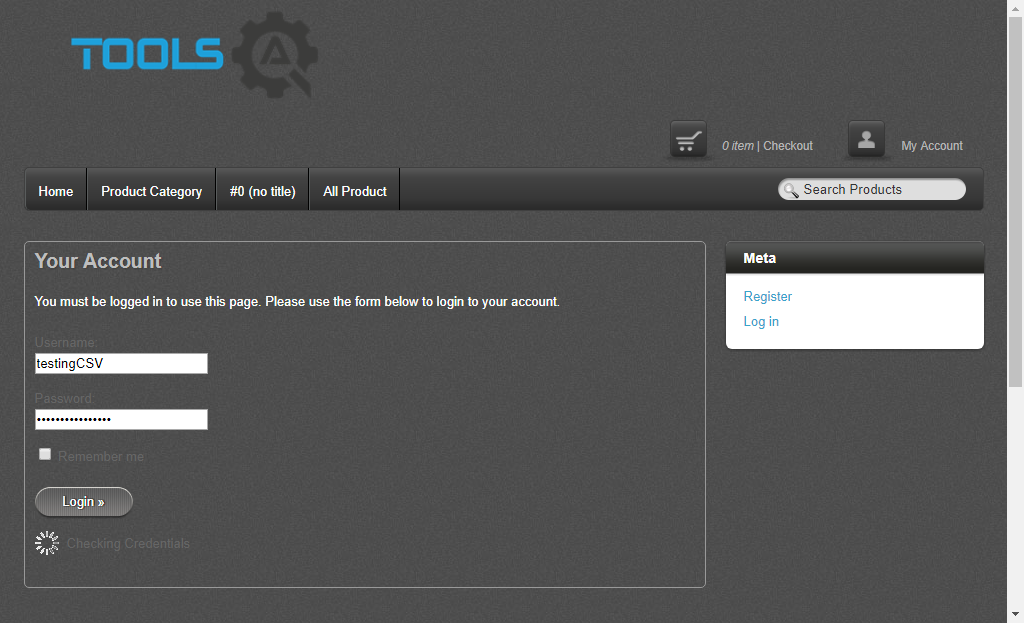 TOOLS QA
0 item | Checkout
My Account
Home
Product Category
#0 (no title)
All Product
Search Products
Your Account
You must be logged in to use this page. Please use the form below to login to your account.
Username:
testingCSV
Password:
••••••••••••••••
Remember me
Login »
Checking Credentials
Meta
Register
Log in